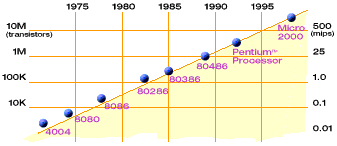 1975 1980 1985 1990 1995
10M 500
(transistors) (mips)
Micro
2000
1M 25
Pentium™
Processor
80486
100K 1.0
80386
80286
10K 0.1
8086
8080
4004 0.01